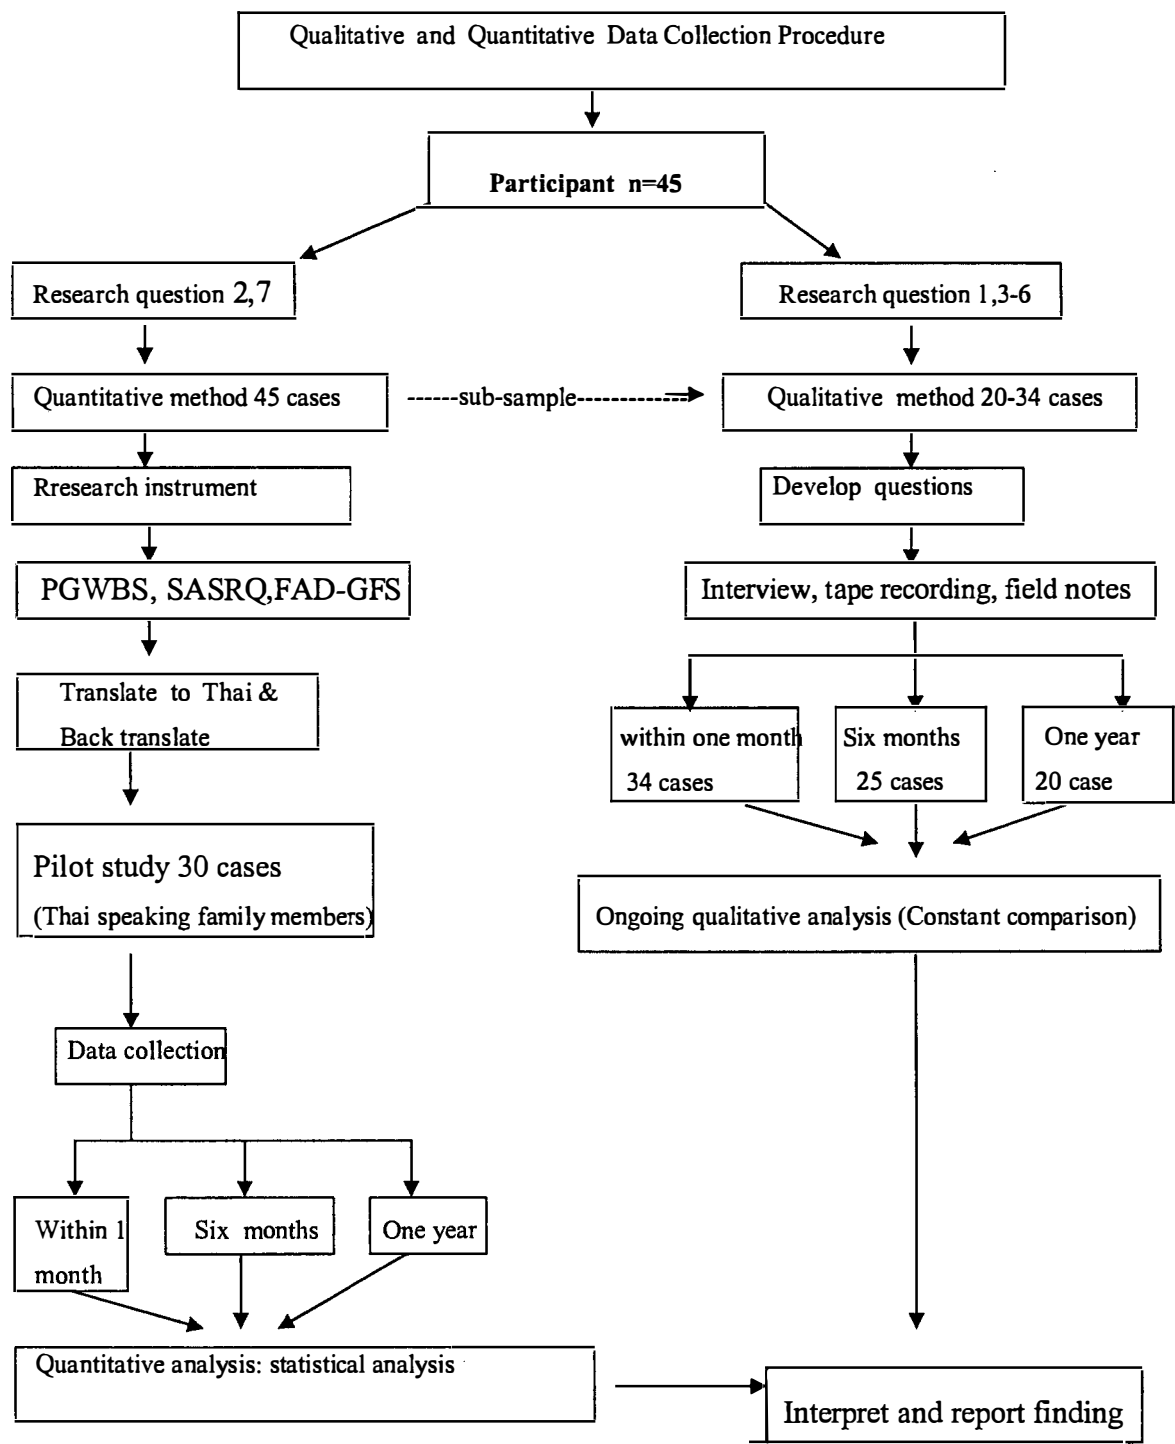 Qualitative and Quantitative Data Collection Procedure
Participant n=45
Research question 2,7
Research question 1,3-6
Quantitative method 45 cases
------sub-sample-------------
Qualitative method 20-34 cases
Rresearch instrument
Develop questions
PGWBS, SASRQ,FAD-GFS
Interview, tape recording, field notes
Translate to Thai &
Back translate
within one month
34 cases
Six months
25 cases
One year
20 case
Pilot study 30 cases
(Thai speaking family members)
Ongoing qualitative analysis (Constant comparison)
Data collection
Within 1
month
Six months
One year
Quantitative analysis: statistical analysis
Interpret and report finding